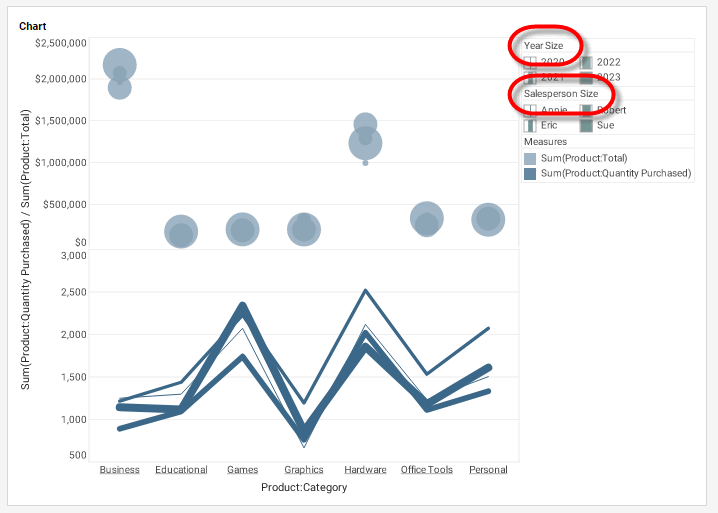 Chart
Year Size
2020 2022
2021 2023
Salesperson Size
Annie Robert
Eric Sue
Measures
Sum(Product:Total)
Sum(Product:Quantity Purchased)
Sum(Product:Quantity Purchased) / Sum(Product:Total)
$2,500,000
$2,000,000
$1,500,000
$1,000,000
$500,000
$0
3,000
2,500
2,000
1,500
1,000
500
Business Educational Games Graphics Hardware Office Tools Personal
Product:Category